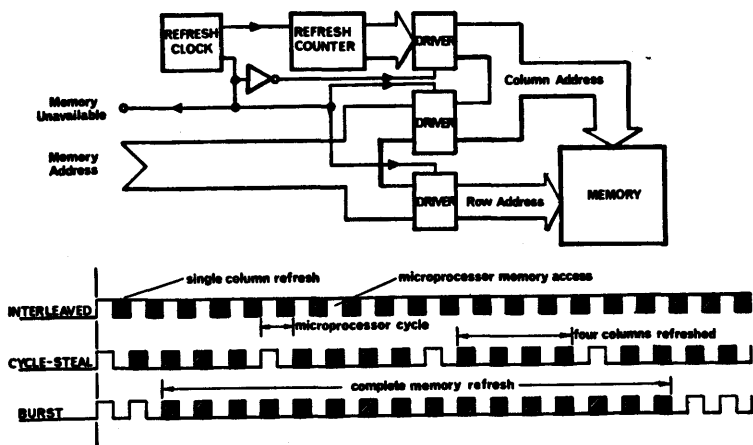 REFRESH
CLOCK
REFRESH
COUNTER
DRIVER
Column Address
Memory
Unavailable
DRIVER
Memory
Address
DRIVER
Row Address
MEMORY
single column refresh
microprocessor memory access
INTERLEAVED
microprocessor cycle
four columns refreshed
CYCLE-STEAL
complete memory refresh
BURST